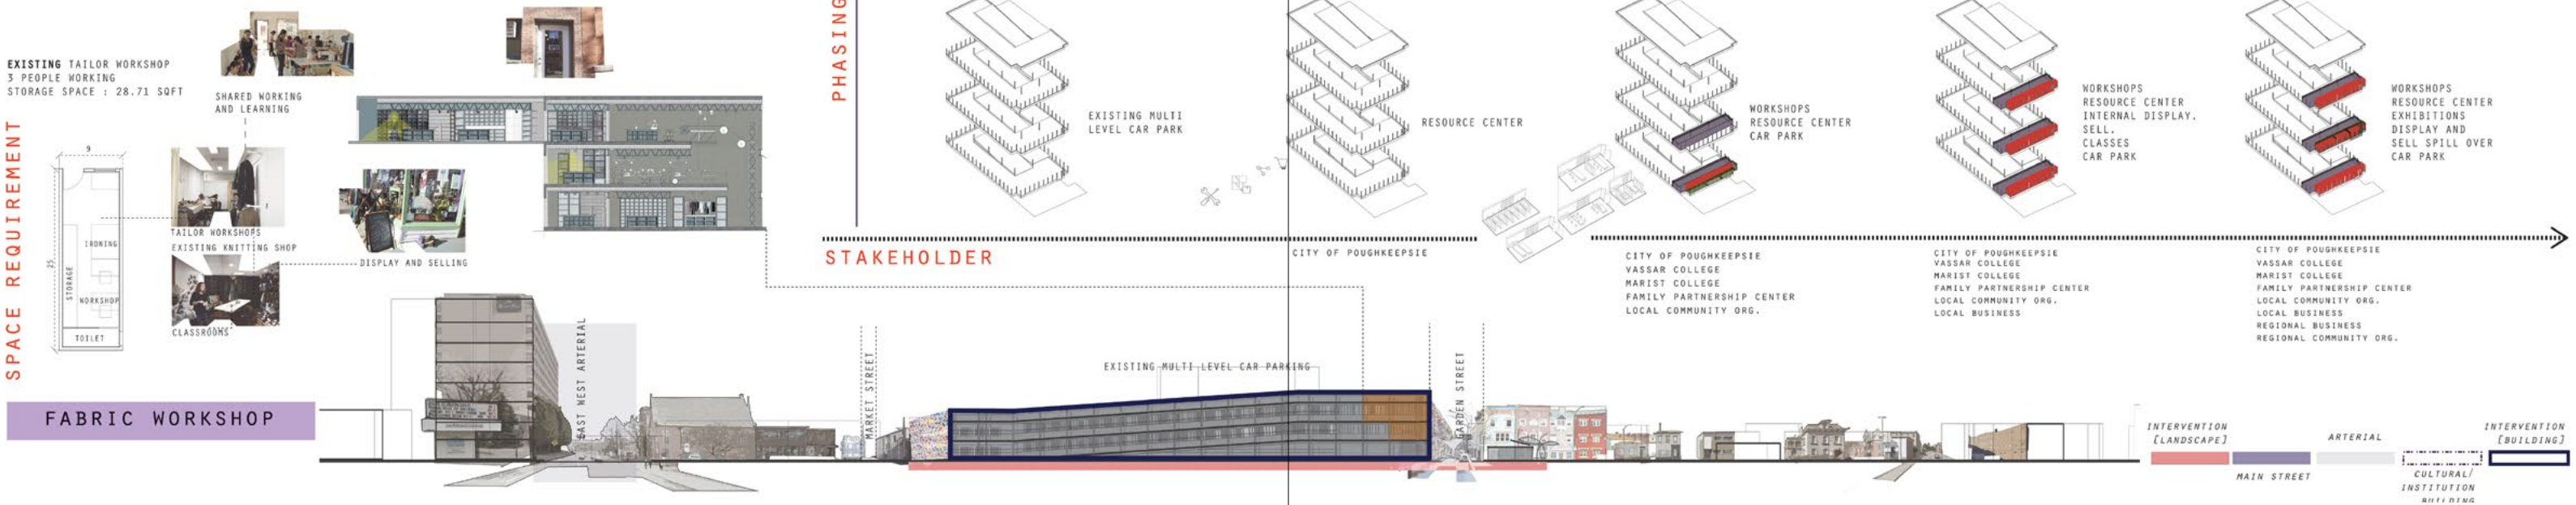 SPACE REQUIREMENT
EXISTING TAILOR WORKSHOP
3 PEOPLE WORKING
STORAGE SPACE : 28.71 SQFT
SHARED WORKING
AND LEARNING
9
25
IRONING
STORAGE
WORKSHOP
TOILET
TAILOR WORKSHOPS
EXISTING KNITTING SHOP
CLASSROOMS
DISPLAY AND SELLING
PHASING
EXISTING MULTI
LEVEL CAR PARK
RESOURCE CENTER
WORKSHOPS
RESOURCE CENTER
CAR PARK
WORKSHOPS
RESOURCE CENTER
INTERNAL DISPLAY.
SELL.
CLASSES
CAR PARK
WORKSHOPS
RESOURCE CENTER
EXHIBITIONS
DISPLAY AND
SELL SPILL OVER
CAR PARK
STAKEHOLDER
CITY OF POUGHKEEPSIE
CITY OF POUGHKEEPSIE
VASSAR COLLEGE
MARIST COLLEGE
FAMILY PARTNERSHIP CENTER
LOCAL COMMUNITY ORG.
CITY OF POUGHKEEPSIE
VASSAR COLLEGE
MARIST COLLEGE
FAMILY PARTNERSHIP CENTER
LOCAL COMMUNITY ORG.
LOCAL BUSINESS
CITY OF POUGHKEEPSIE
VASSAR COLLEGE
MARIST COLLEGE
FAMILY PARTNERSHIP CENTER
LOCAL COMMUNITY ORG.
LOCAL BUSINESS
REGIONAL BUSINESS
REGIONAL COMMUNITY ORG.
FABRIC WORKSHOP
EAST WEST ARTERIAL
MARKET STREET
EXISTING MULTI LEVEL CAR PARKING
GARDEN STREET
INTERVENTION
[LANDSCAPE]
MAIN STREET
ARTERIAL
CULTURAL/
INSTITUTION
BUILDING
INTERVENTION
[BUILDING]